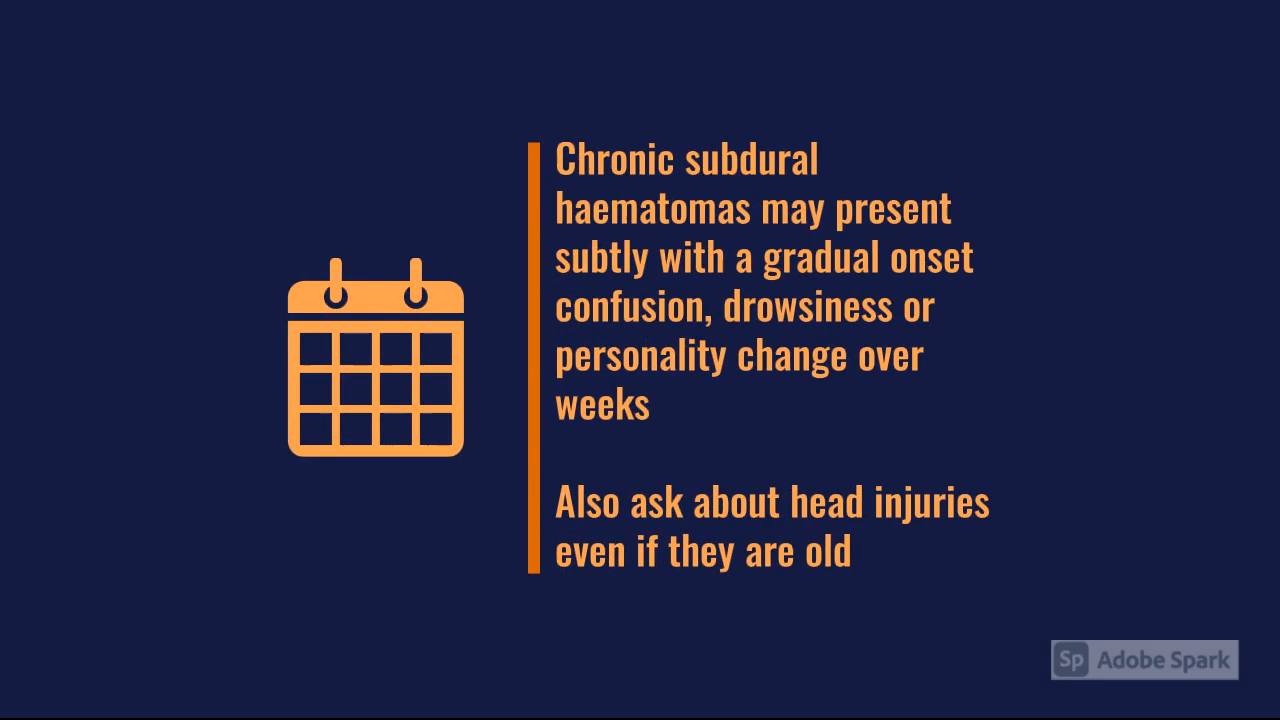 Chronic subdural
haematomas may present
subtly with a gradual onset
confusion, drowsiness or
personality change over
weeks
Also ask about head injuries
even if they are old
Sp Adobe Spark